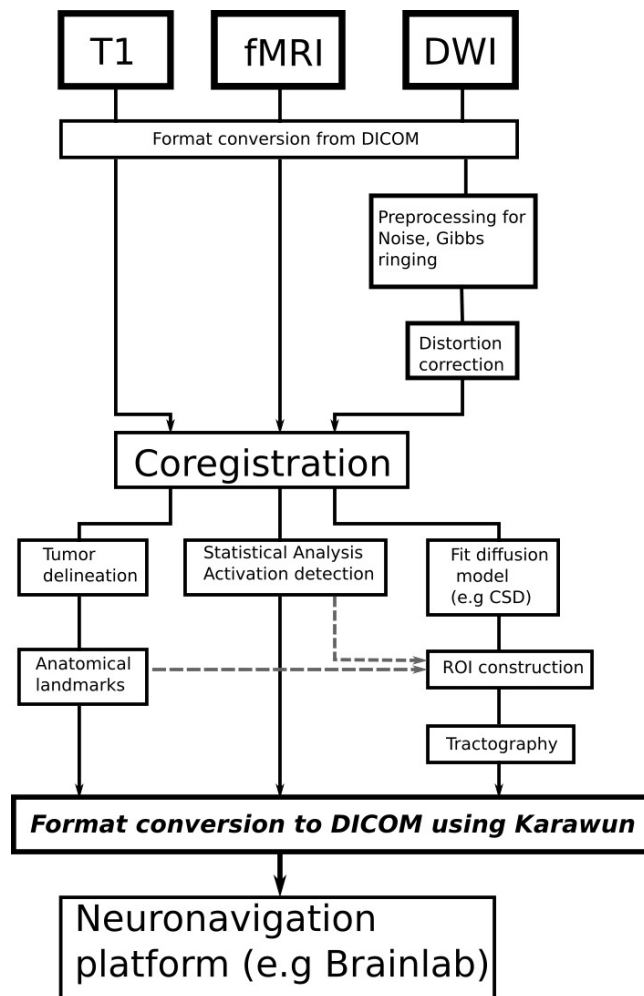 T1
fMRI
DWI
Format conversion from DICOM
Preprocessing for
Noise, Gibbs
ringing
Distortion
correction
Coregistration
Tumor
delineation
Statistical Analysis
Activation detection
Fit diffusion
model
(e.g CSD)
Anatomical
landmarks
ROI construction
Tractography
Format conversion to DICOM using Karawun
Neuronavigation
platform (e.g Brainlab)